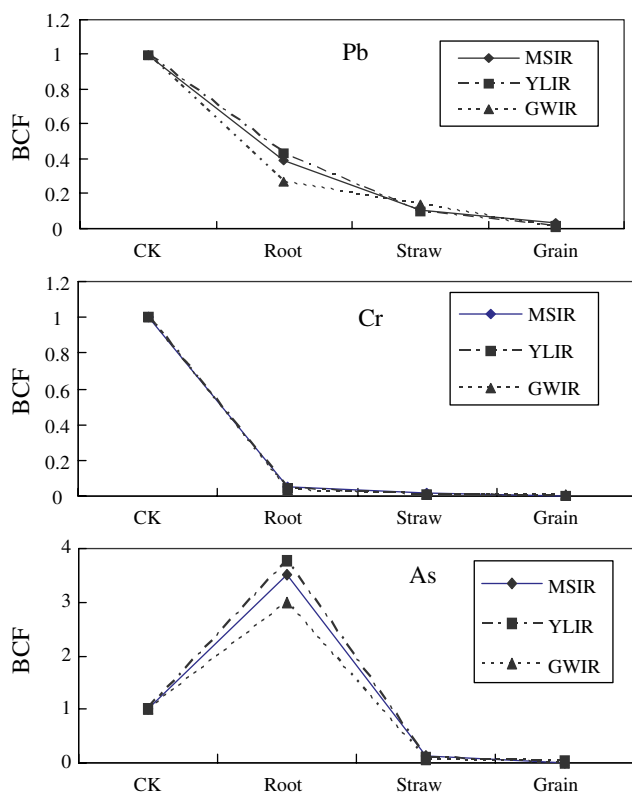 1.2
1
0.8
0.6
0.4
0.2
0
BCF
Pb
MSIR
YLIR
GWIR
CK Root Straw Grain
1.2
1
0.8
0.6
0.4
0.2
0
BCF
Cr
MSIR
YLIR
GWIR
CK Root Straw Grain
4
3
2
1
0
BCF
As
MSIR
YLIR
GWIR
CK Root Straw Grain